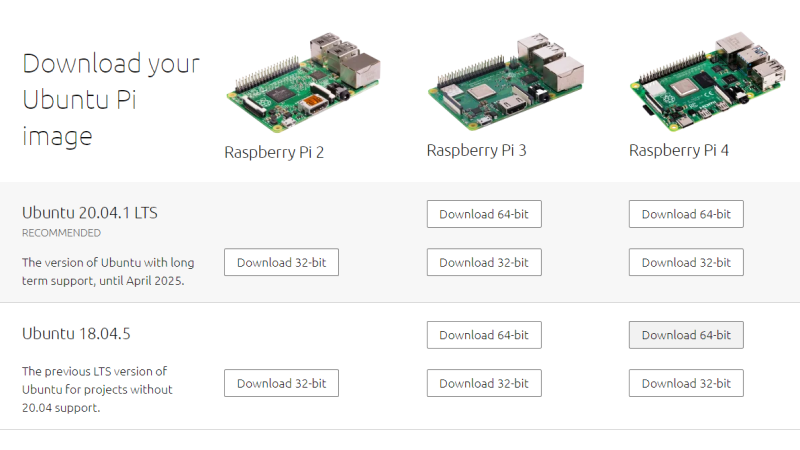 Download your
Ubuntu Pi
image
Raspberry Pi 2
Raspberry Pi 3
Raspberry Pi 4
Ubuntu 20.04.1 LTS
RECOMMENDED
The version of Ubuntu with long
term support, until April 2025.
Download 64-bit
Download 64-bit
Download 32-bit
Download 32-bit
Download 32-bit
Ubuntu 18.04.5
The previous LTS version of
Ubuntu for projects without
20.04 support.
Download 64-bit
Download 64-bit
Download 32-bit
Download 32-bit
Download 32-bit